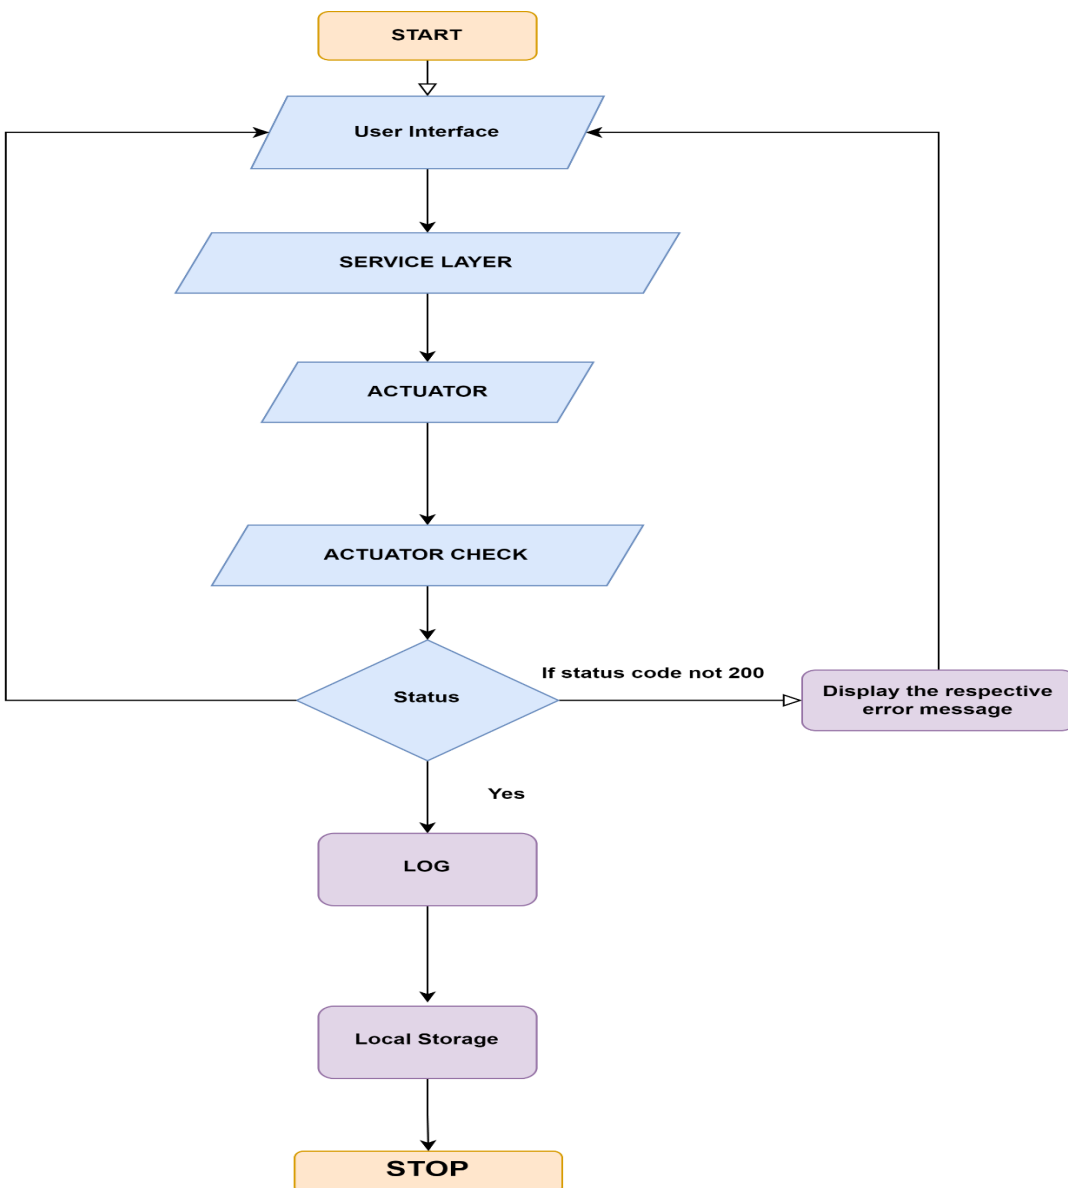 START
User Interface
SERVICE LAYER
ACTUATOR
ACTUATOR CHECK
If status code not 200
Status
Display the respective
error message
Yes
LOG
Local Storage
STOP